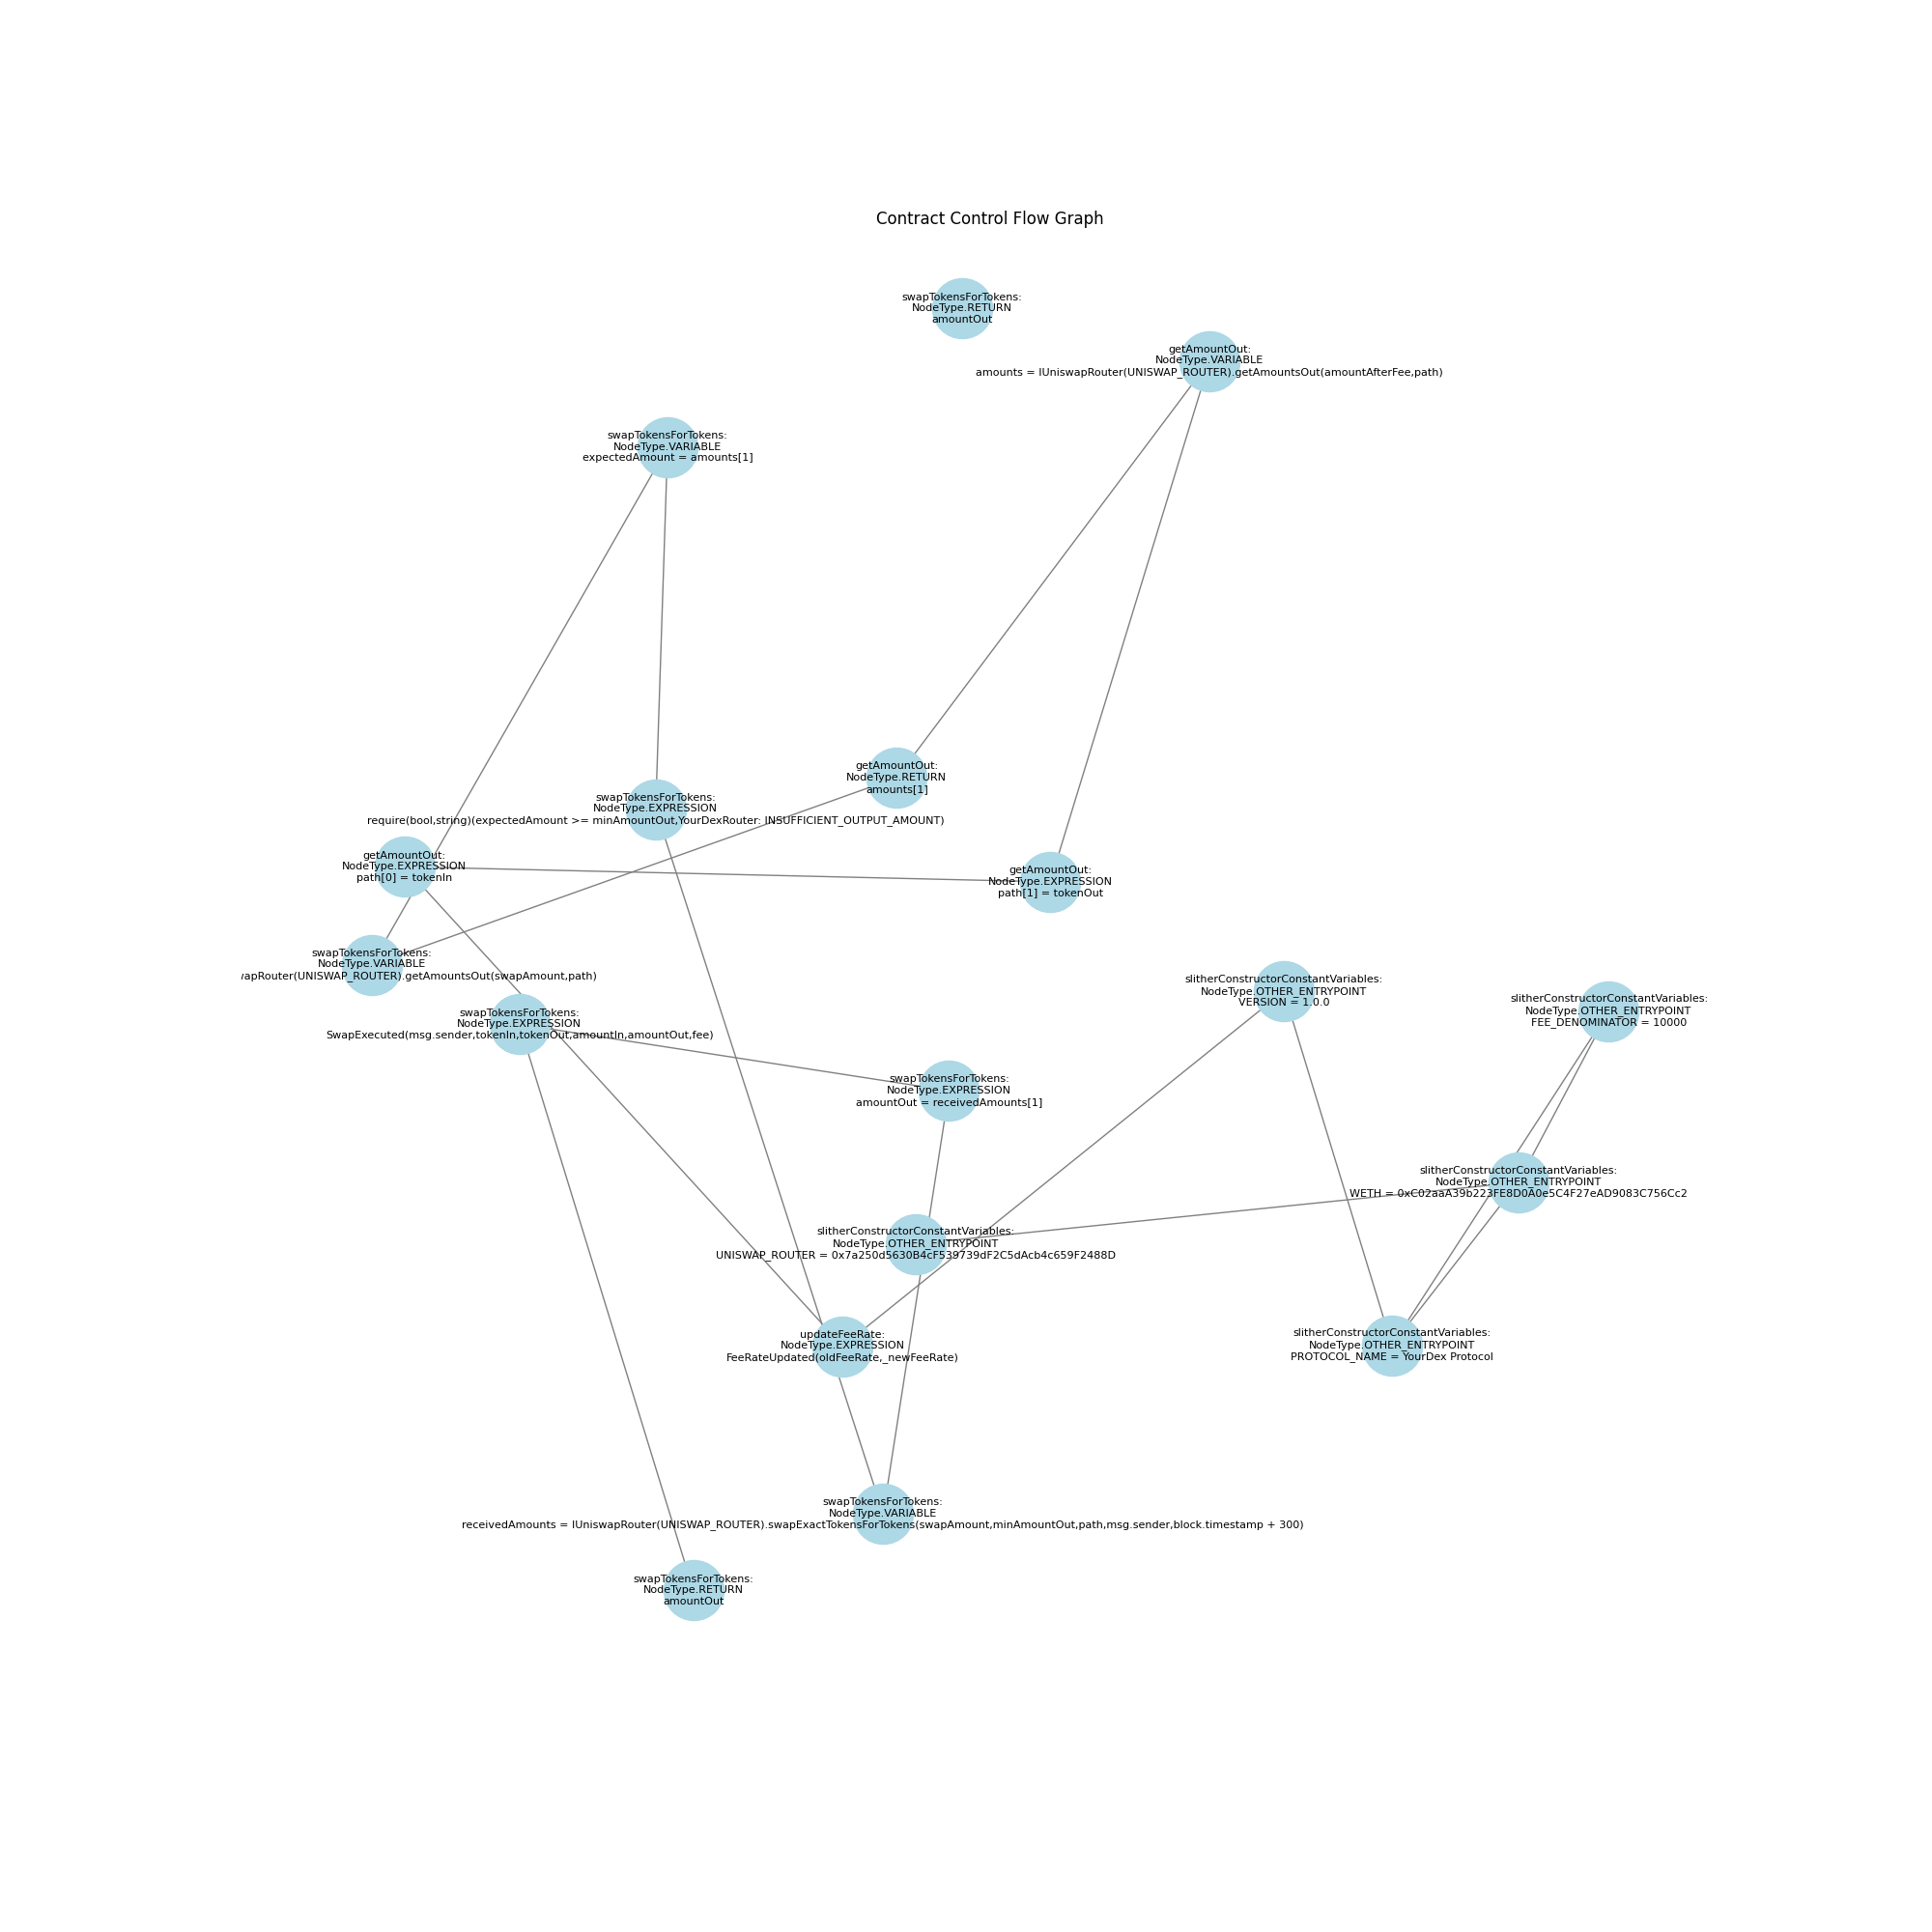 Contract Control Flow Graph
swapTokensForTokens:
NodeType.RETURN
amountOut
getAmountOut:
NodeType.VARIABLE
amounts = IUniswapRouter(UNISWAP_ROUTER).getAmountsOut(amountAfterFee,path)
swapTokensForTokens:
NodeType.VARIABLE
expectedAmount = amounts[1]
getAmountOut:
NodeType.RETURN
amounts[1]
swapTokensForTokens:
NodeType.EXPRESSION
require(bool,string)(expectedAmount >= minAmountOut,YourDexRouter: INSUFFICIENT_OUTPUT_AMOUNT)
getAmountOut:
NodeType.EXPRESSION
path[0] = tokenIn
getAmountOut:
NodeType.EXPRESSION
path[1] = tokenOut
swapTokensForTokens:
NodeType.VARIABLE
apRouter(UNISWAP_ROUTER).getAmountsOut(swapAmount,path)
slitherConstructorConstantVariables:
NodeType.OTHER_ENTRYPOINT
VERSION = 1.0.0
slitherConstructorConstantVariables:
NodeType.OTHER_ENTRYPOINT
FEE_DENOMINATOR = 10000
swapTokensForTokens:
NodeType.EXPRESSION
SwapExecuted(msg.sender,tokenIn,tokenOut,amountIn,amountOut,fee)
swapTokensForTokens:
NodeType.EXPRESSION
amountOut = receivedAmounts[1]
slitherConstructorConstantVariables:
NodeType.OTHER_ENTRYPOINT
WETH = 0xC02aaA39b223FE8D0A0e5C4F27eAD9083C756Cc2
slitherConstructorConstantVariables:
NodeType.OTHER_ENTRYPOINT
UNISWAP_ROUTER = 0x7a250d5630B4cF539739dF2C5dAcb4c659F2488D
updateFeeRate:
NodeType.EXPRESSION
FeeRateUpdated(oldFeeRate,_newFeeRate)
slitherConstructorConstantVariables:
NodeType.OTHER_ENTRYPOINT
PROTOCOL_NAME = YourDex Protocol
swapTokensForTokens:
NodeType.VARIABLE
receivedAmounts = IUniswapRouter(UNISWAP_ROUTER).swapExactTokensForTokens(swapAmount,minAmountOut,path,msg.sender,block.timestamp + 300)
swapTokensForTokens:
NodeType.RETURN
amountOut